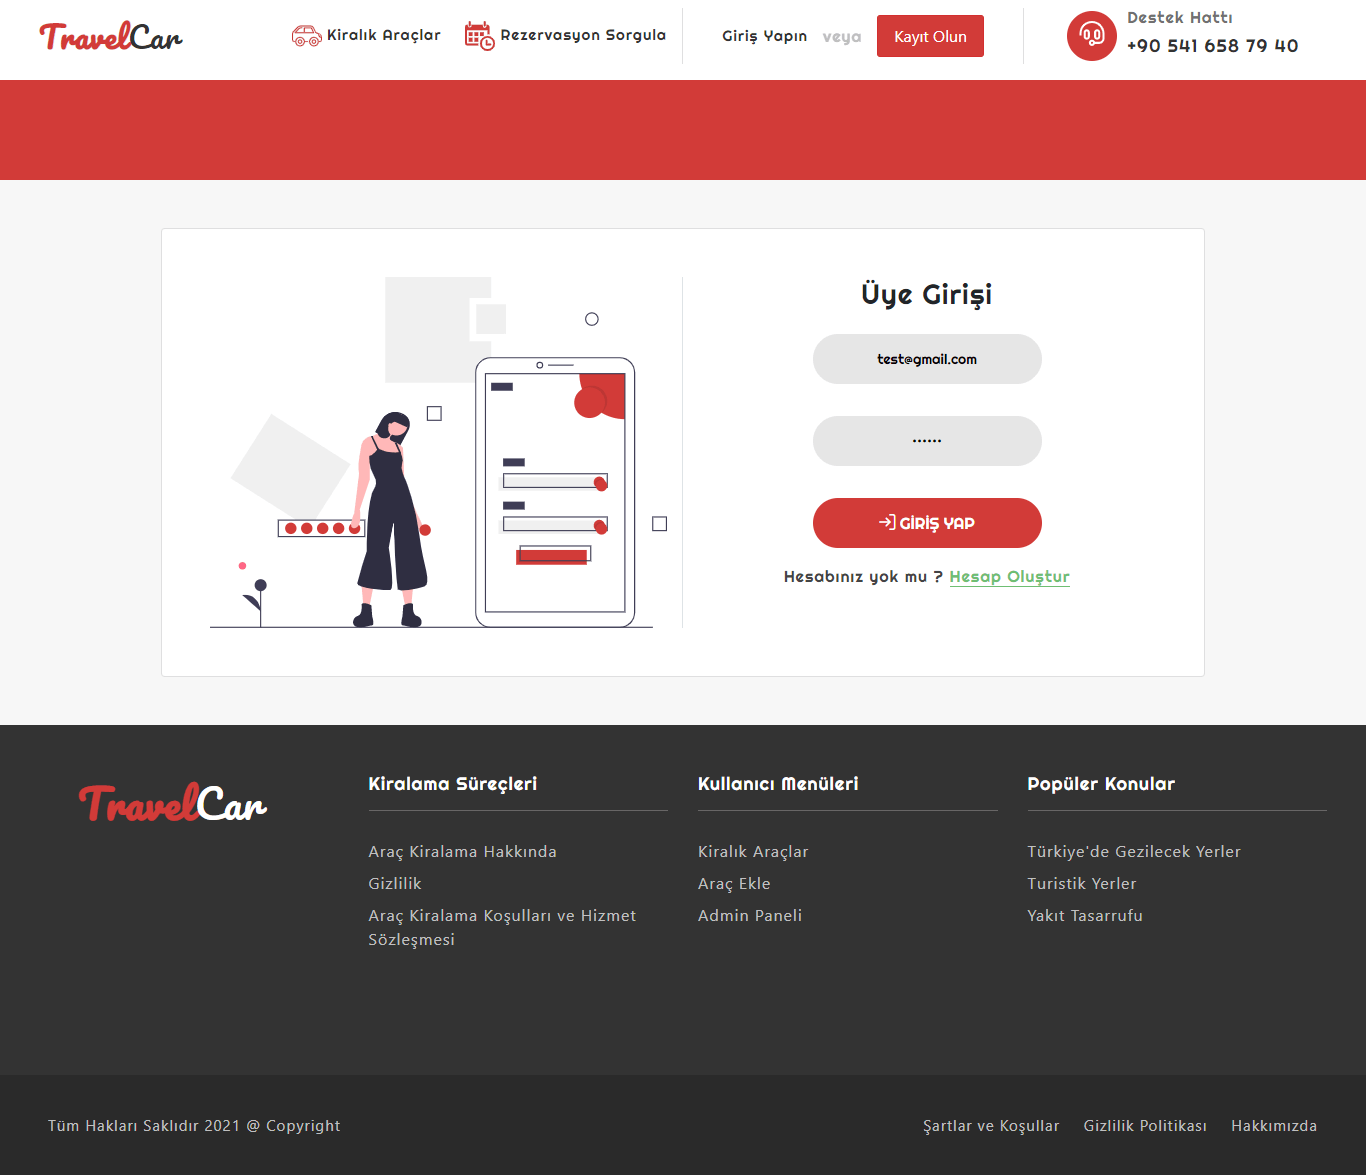 TravelCar
Kiralık Araçlar
Rezervasyon Sorgula
Giriş Yapın veya Kayıt Olun
Destek Hattı
+90 541 658 79 40
Üye Girişi
test@gmail.com
••••••
GİRİŞ YAP
Hesabınız yok mu ? Hesap Oluştur
TravelCar
Kiralama Süreçleri
Araç Kiralama Hakkında
Gizlilik
Araç Kiralama Koşulları ve Hizmet
Sözleşmesi
Kullanıcı Menüleri
Kiralık Araçlar
Araç Ekle
Admin Paneli
Popüler Konular
Türkiye'de Gezilecek Yerler
Turistik Yerler
Yakıt Tasarrufu
Tüm Hakları Saklıdır 2021 @ Copyright
Şartlar ve Koşullar
Gizlilik Politikası
Hakkımızda